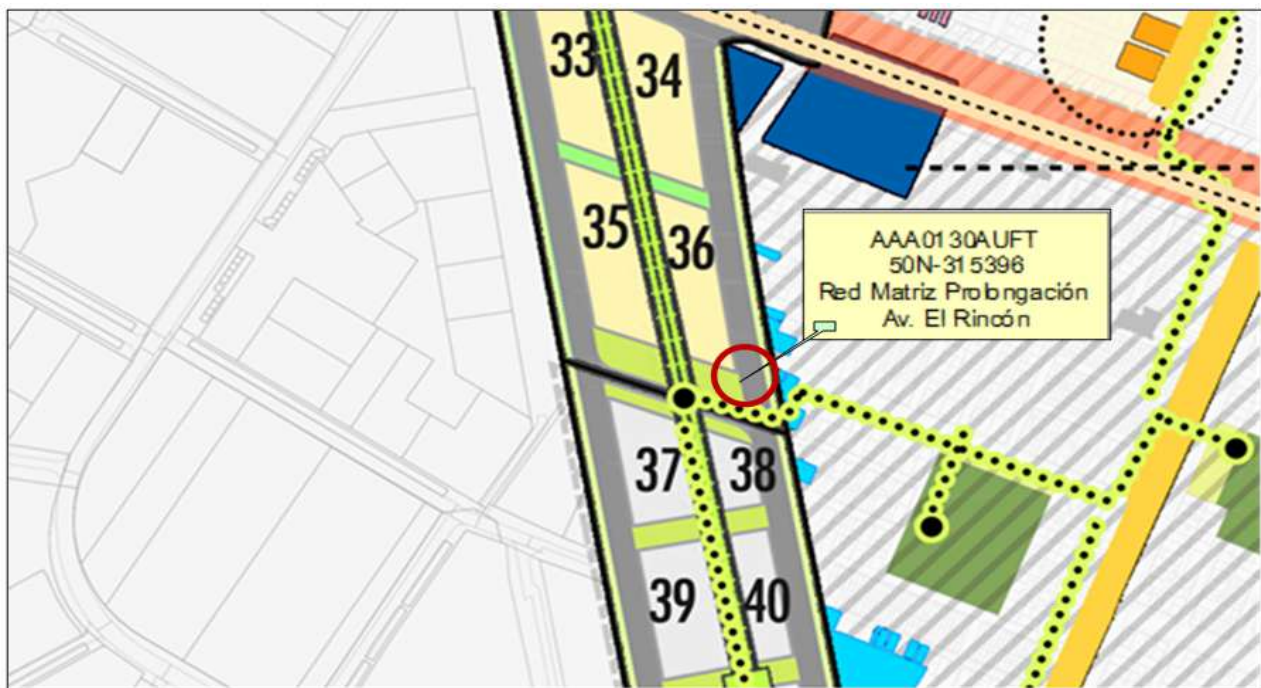 33
34
35
36
AAA0130AUFT
50N-315396
Red Matriz Prolongación
Av. El Rincón
37
38
39
40